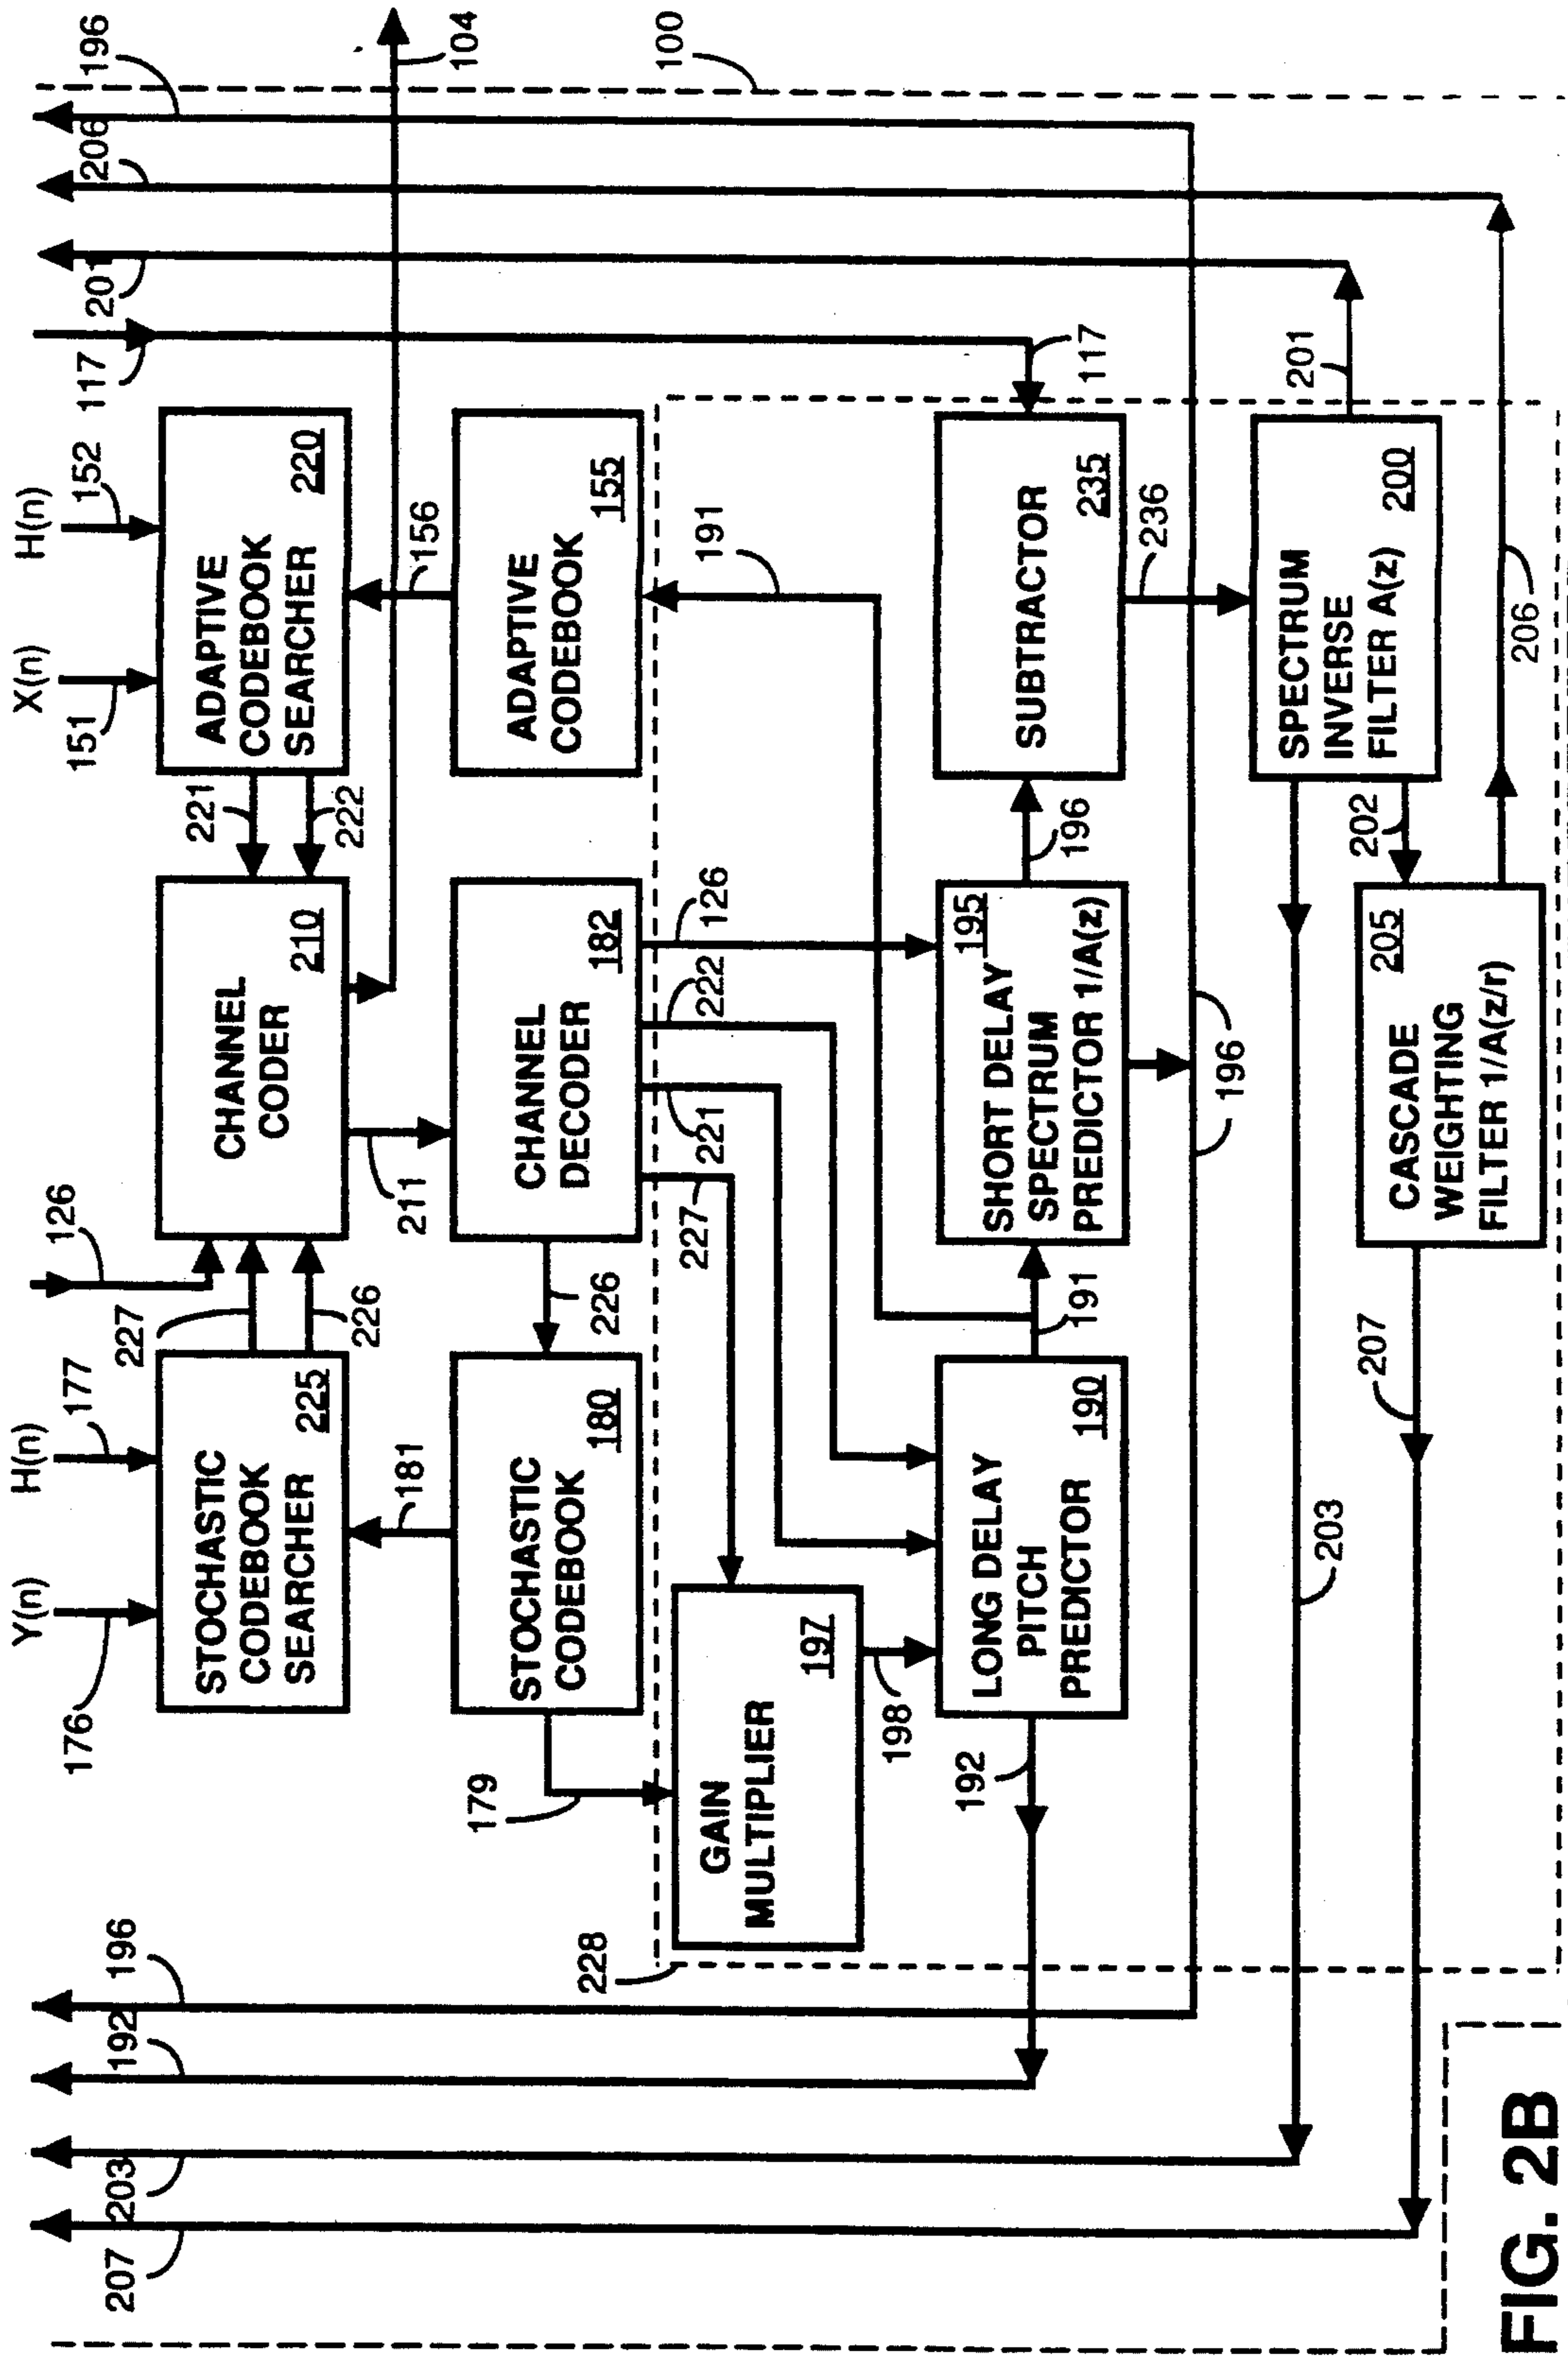 Y(n)
H(n)
X(n)
H(n)
207
203
192
196
176
177
126
151
152
117
201
206
196
STOCHASTIC
CODEBOOK
SEARCHER
225
227
226
CHANNEL
CODER
210
221
222
ADAPTIVE
CODEBOOK
SEARCHER
220
181
211
156
104
179
STOCHASTIC
CODEBOOK
180
226
CHANNEL
DECODER
182
ADAPTIVE
CODEBOOK
155
100
228
227
221
222
126
191
GAIN
MULTIPLIER
197
198
192
LONG DELAY
PITCH
PREDICTOR
190
191
SHORT DELAY
SPECTRUM
PREDICTOR 1/A(z)
195
196
SUBTRACTOR
235
117
196
236
203
SPECTRUM
INVERSE
FILTER A(z)
200
201
202
207
CASCADE
WEIGHTING
FILTER 1/A(z/r)
205
206
FIG. 2B